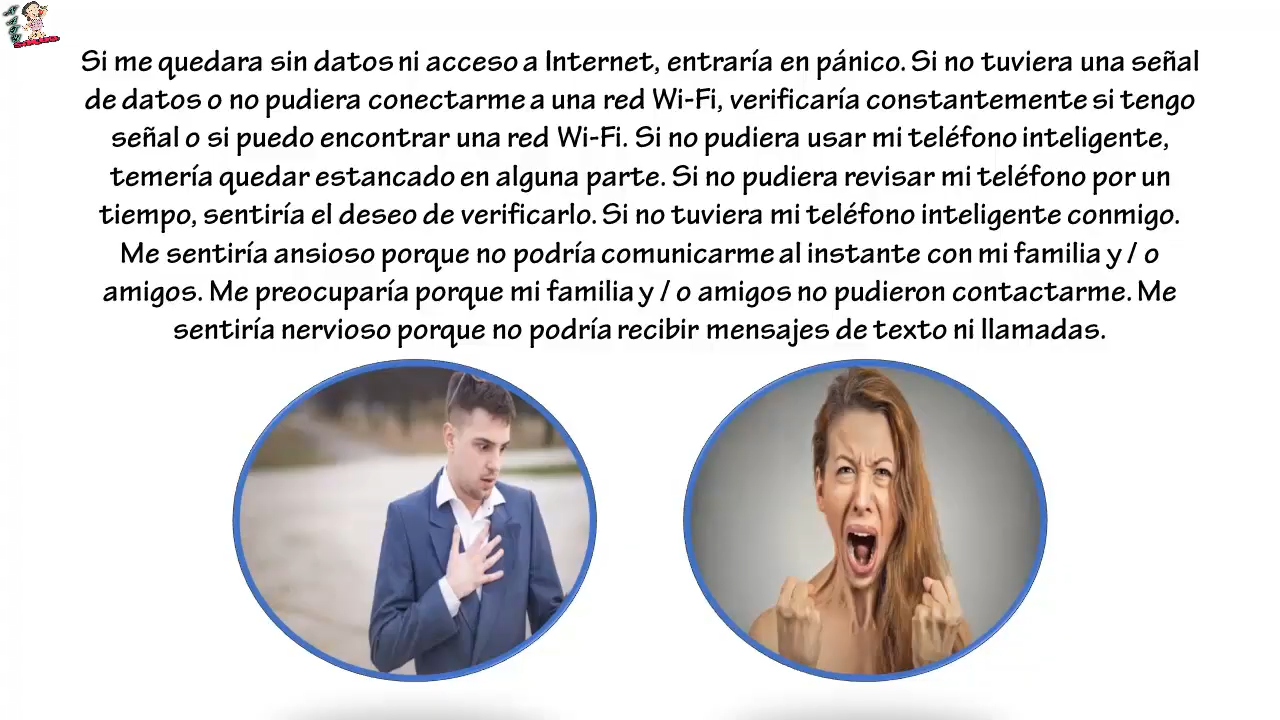 Si me quedara sin datos ni acceso a Internet, entraría en pánico. Si no tuviera una señal
de datos o no pudiera conectarme a una red Wi-Fi, verificaría constantemente si tengo
señal o si puedo encontrar una red Wi-Fi. Si no pudiera usar mi teléfono inteligente,
temería quedar estancado en alguna parte. Si no pudiera revisar mi teléfono por un
tiempo, sentiría el deseo de verificarlo. Si no tuviera mi teléfono inteligente conmigo.
Me sentiría ansioso porque no podría comunicarme al instante con mi familia y / o
amigos. Me preocuparía porque mi familia y / o amigos no pudieron contactarme. Me
sentiría nervioso porque no podría recibir mensajes de texto ni llamadas.